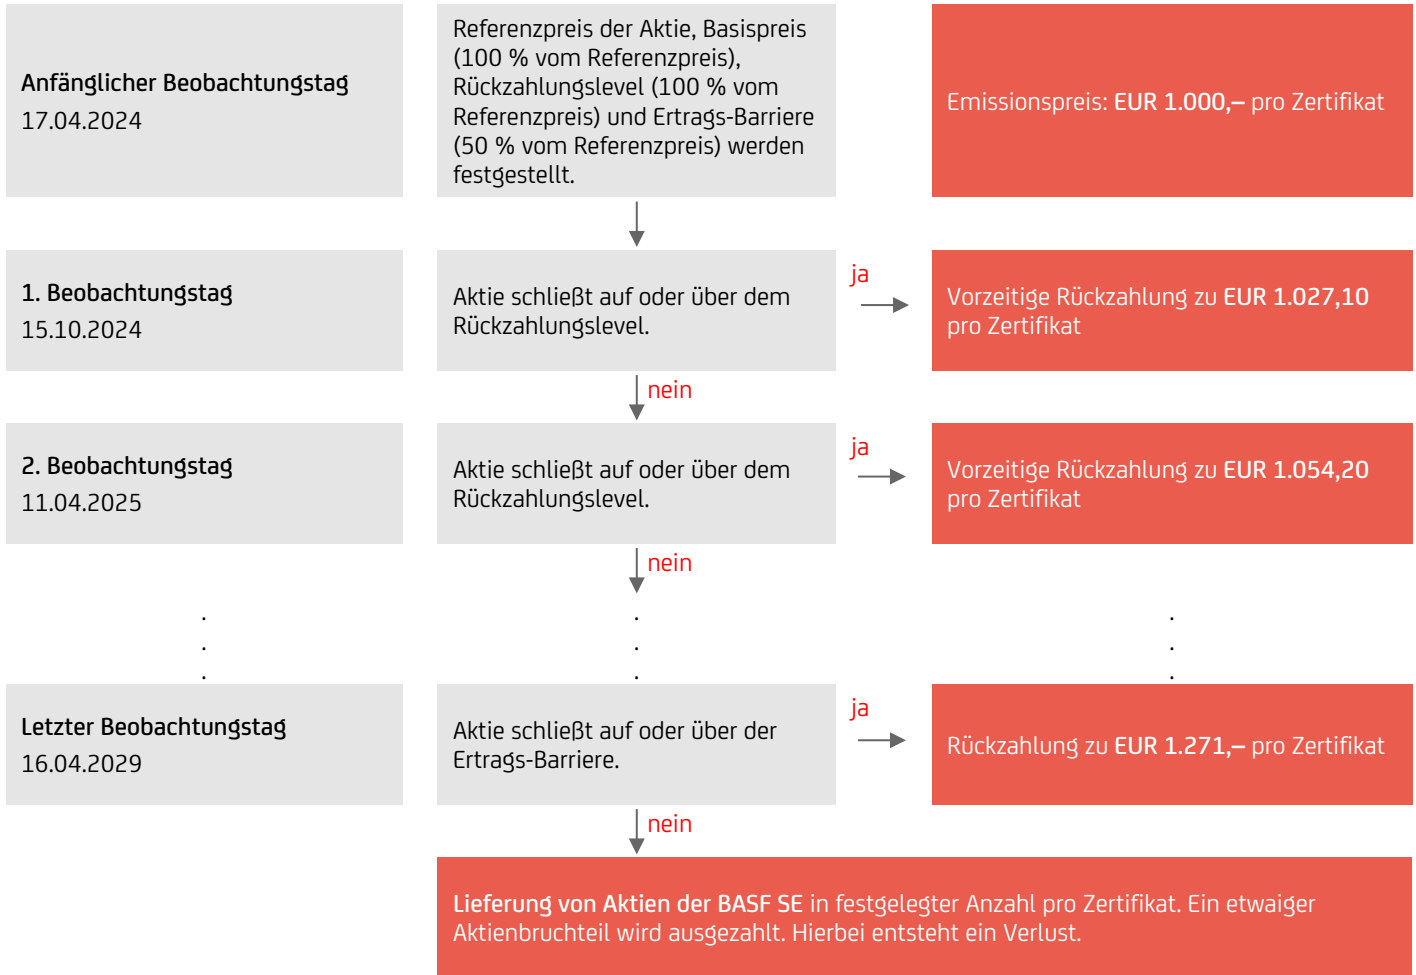 Anfänglicher Beobachtungstag
17.04.2024
Referenzpreis der Aktie, Basispreis
(100 % vom Referenzpreis),
Rückzahlungslevel (100 % vom
Referenzpreis) und Ertrags-Barriere
(50 % vom Referenzpreis) werden
festgestellt.
Emissionspreis: EUR 1.000,– pro Zertifikat
1. Beobachtungstag
15.10.2024
Aktie schließt auf oder über dem
Rückzahlungslevel.
ja
Vorzeitige Rückzahlung zu EUR 1.027,10
pro Zertifikat
nein
2. Beobachtungstag
11.04.2025
Aktie schließt auf oder über dem
Rückzahlungslevel.
ja
Vorzeitige Rückzahlung zu EUR 1.054,20
pro Zertifikat
nein
. . .
. . .
. . .
Letzter Beobachtungstag
16.04.2029
Aktie schließt auf oder über der
Ertrags-Barriere.
ja
Rückzahlung zu EUR 1.271,– pro Zertifikat
nein
Lieferung von Aktien der BASF SE in festgelegter Anzahl pro Zertifikat. Ein etwaiger
Aktienbruchteil wird ausgezahlt. Hierbei entsteht ein Verlust.